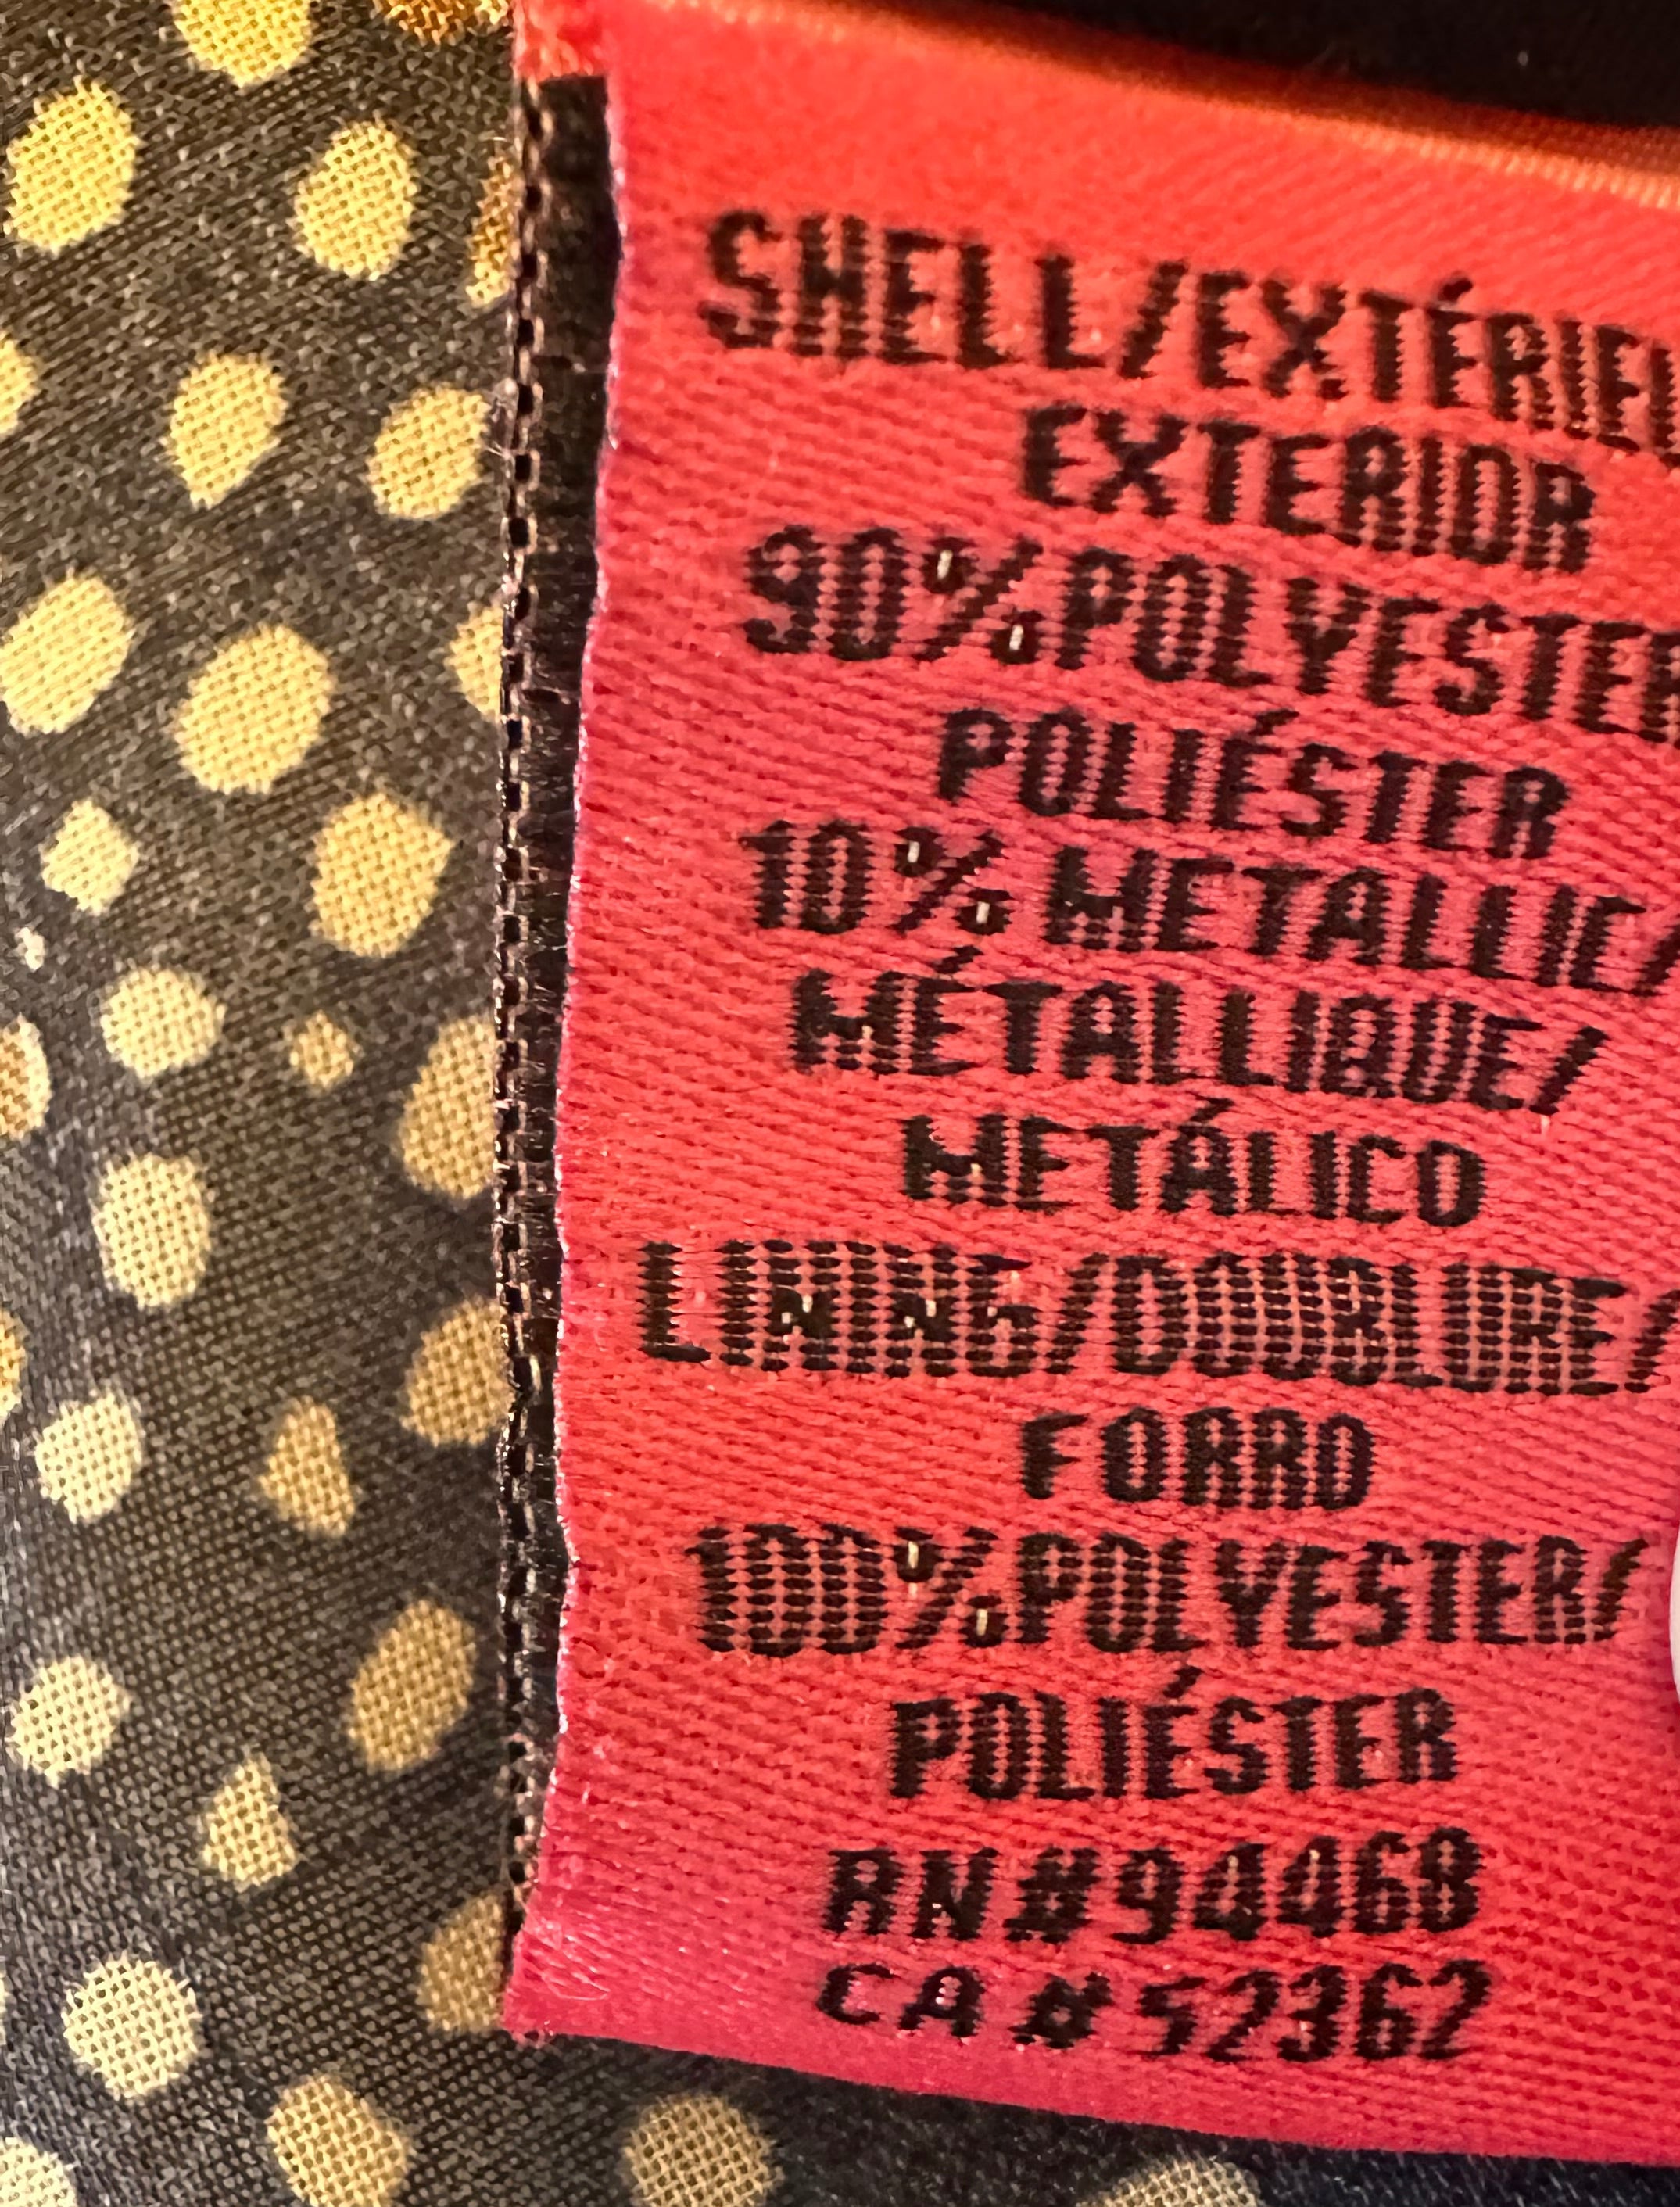 SHELL/EXTÉRIEU
EXTERIOR
90%POLYESTER
POLIÉSTER
10% METALLIC/
MÉTALLIQUE/
METÁLICO
LINING/DOUBLURE/
FORRO
100%POLYESTER/
POLIÉSTER
RN#94468
CA#52362